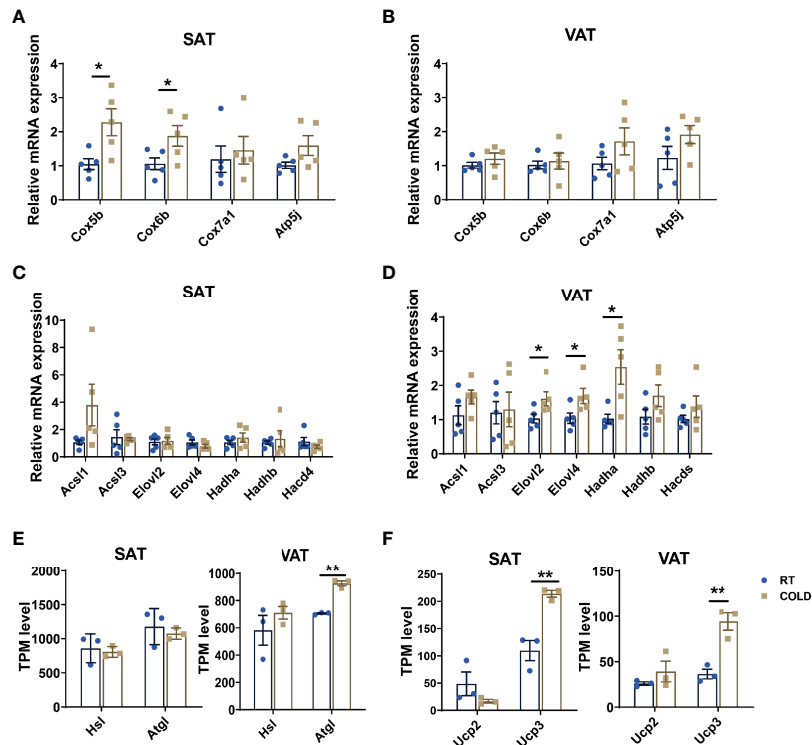 A
SAT
Relative mRNA expression
4
3
2
1
0
Cox5b
Cox6b
Cox7a1
Atp5j
*
*
B
VAT
Relative mRNA expression
4
3
2
1
0
Cox5b
Cox6b
Cox7a1
Atp5j
C
SAT
Relative mRNA expression
10
8
6
4
2
0
Acsl1
Acsl3
Elovl2
Elovl4
Hadha
Hadhb
Hacd4
D
VAT
Relative mRNA expression
4
3
2
1
0
Acsl1
Acsl3
Elovl2
Elovl4
Hadha
Hadhb
Hacds
*
*
*
E
SAT
TPM level
2000
1500
1000
500
0
Hsl
Atgl
VAT
TPM level
1000
800
600
400
200
0
Hsl
Atgl
**
F
SAT
TPM level
250
200
150
100
50
0
Ucp2
Ucp3
**
VAT
TPM level
150
100
50
0
Ucp2
Ucp3
**
RT
COLD